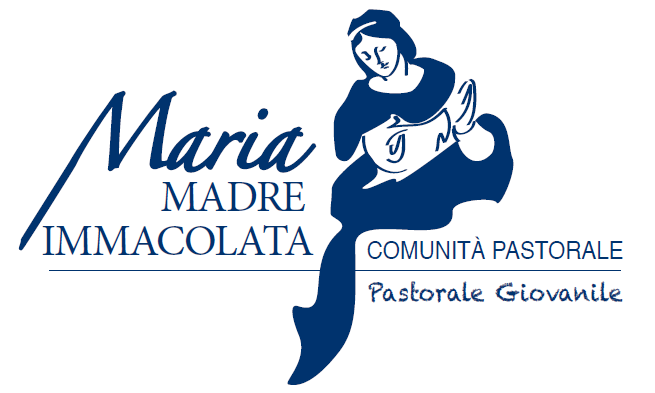 Maria
MADRE
IMMACOLATA
COMUNITÀ PASTORALE
Pastorale Giovanile